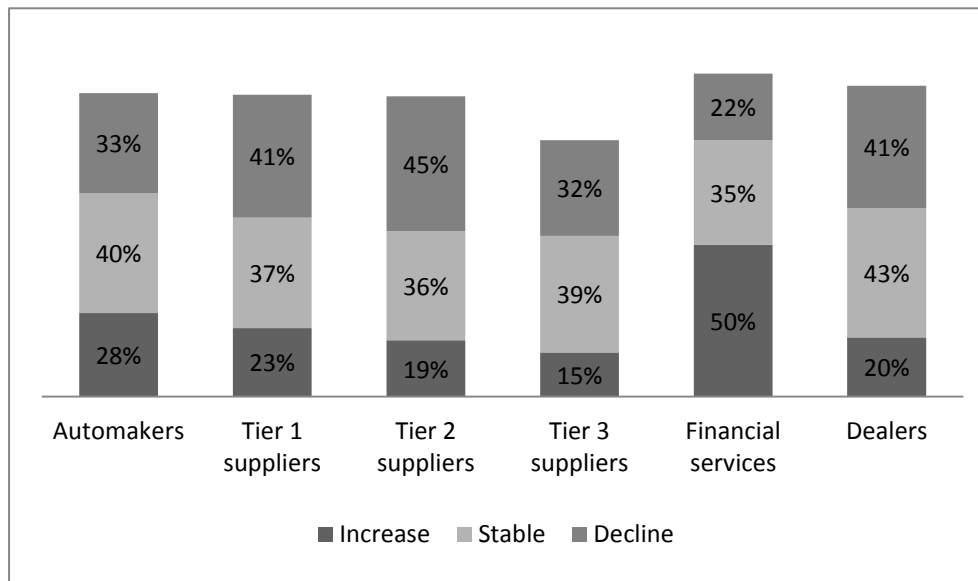 33%
41%
45%
32%
22%
41%
40%
37%
36%
39%
35%
43%
28%
23%
19%
15%
50%
20%
Automakers
Tier 1
suppliers
Tier 2
suppliers
Tier 3
suppliers
Financial
services
Dealers
Increase
Stable
Decline